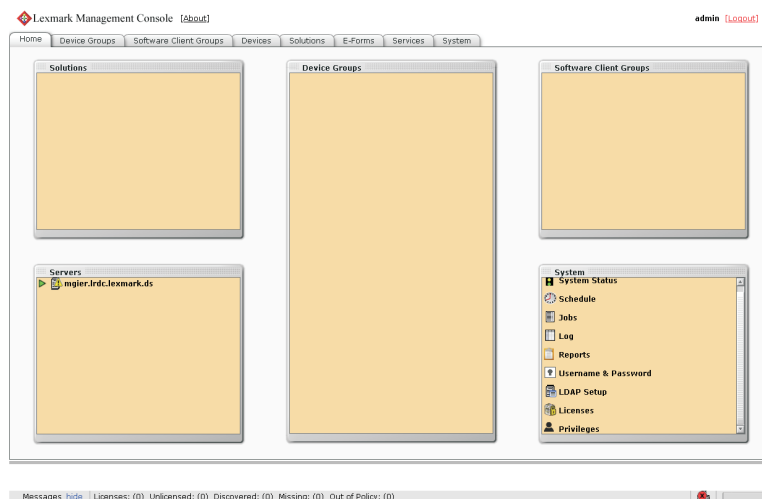 Lexmark Management Console [About]
admin [Logout]
Home Device Groups Software Client Groups Devices Solutions E-Forms Services System
Solutions
Device Groups
Software Client Groups
Servers
mgier.lrdc.lexmark.ds
System
System Status
Schedule
Jobs
Log
Reports
Username & Password
LDAP Setup
Licenses
Privileges
Messages hide Licenses: (0) Unlicensed: (0) Discovered: (0) Missing: (0) Out of Policy: (0)